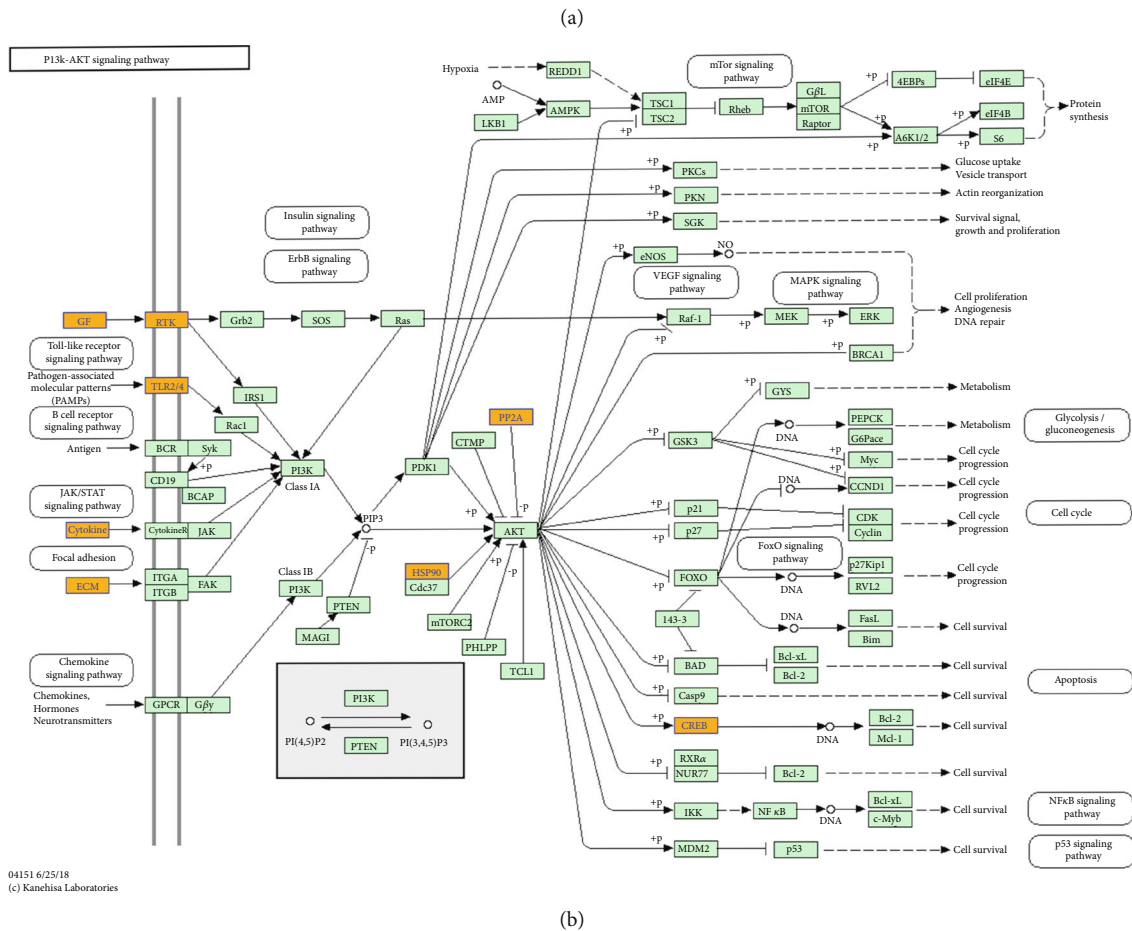 (a)
P13k-AKT signaling pathway
Hypoxia
REDD1
mTor signaling
pathway
AMP
LKB1
AMPK
+p
TSC1
TSC2
Rheb
GβL
mTOR
Raptor
+p
4EBPs
eIF4E
+p
A6K1/2
+p
+p
+p
eIF4B
S6
Protein
synthesis
+p
PKCs
Glucose uptake
Vesicle transport
+p
PKN
Actin reorganization
+p
SGK
Survival signal,
growth and proliferation
Insulin signaling
pathway
ErbB signaling
pathway
+p
eNOS
NO
VEGF signaling
pathway
MAPK signaling
pathway
GF
RTK
Grb2
SOS
Ras
Raf-1
+p
+p
MEK
+p
ERK
Cell proliferation
Angiogenesis
DNA repair
+p
BRCA1
Toll-like receptor
signaling pathway
Pathogen-associated
molecular patterns
(PAMPs)
TLR2/4
IRS1
Rac1
B cell receptor
signaling pathway
Antigen
BCR
Syk
+p
CD19
BCAP
PI3K
Class IA
PDK1
CTMP
PP2A
+p
-p
+p
GYS
Metabolism
+p
GSK3
DNA
PEPCK
G6Pace
Metabolism
Glycolysis /
gluconeogenesis
+p
Myc
Cell cycle
progression
+p
DNA
CCND1
Cell cycle
progression
JAK/STAT
signaling pathway
Cytokine
CytokineR
JAK
PIP3
-p
AKT
+p
p21
+p
p27
CDK
Cyclin
Cell cycle
progression
Cell cycle
Focal adhesion
ECM
ITGA
ITGB
FAK
Class IB
PI3K
PTEN
MAGI
HSP90
Cdc37
+p
-p
mTORC2
PHLPP
TCL1
FoxO signaling
pathway
+p
FOXO
DNA
p27Kip1
RVL2
Cell cycle
progression
143-3
DNA
FasL
Bim
Cell survival
Chemokine
signaling pathway
Chemokines,
Hormones
Neurotransmitters
GPCR
Gβγ
PI3K
PI(4,5)P2
PI(3,4,5)P3
PTEN
+p
BAD
Bcl-xL
Bcl-2
Cell survival
Apoptosis
+p
Casp9
Cell survival
+p
CREB
DNA
Bcl-2
Mcl-1
Cell survival
+p
RXRα
NUR77
Bcl-2
Cell survival
+p
IKK
NF κB
DNA
Bcl-xL
c-Myb
Cell survival
NFκB signaling
pathway
+p
MDM2
p53
Cell survival
p53 signaling
pathway
04151 6/25/18
(c) Kanehisa Laboratories
(b)